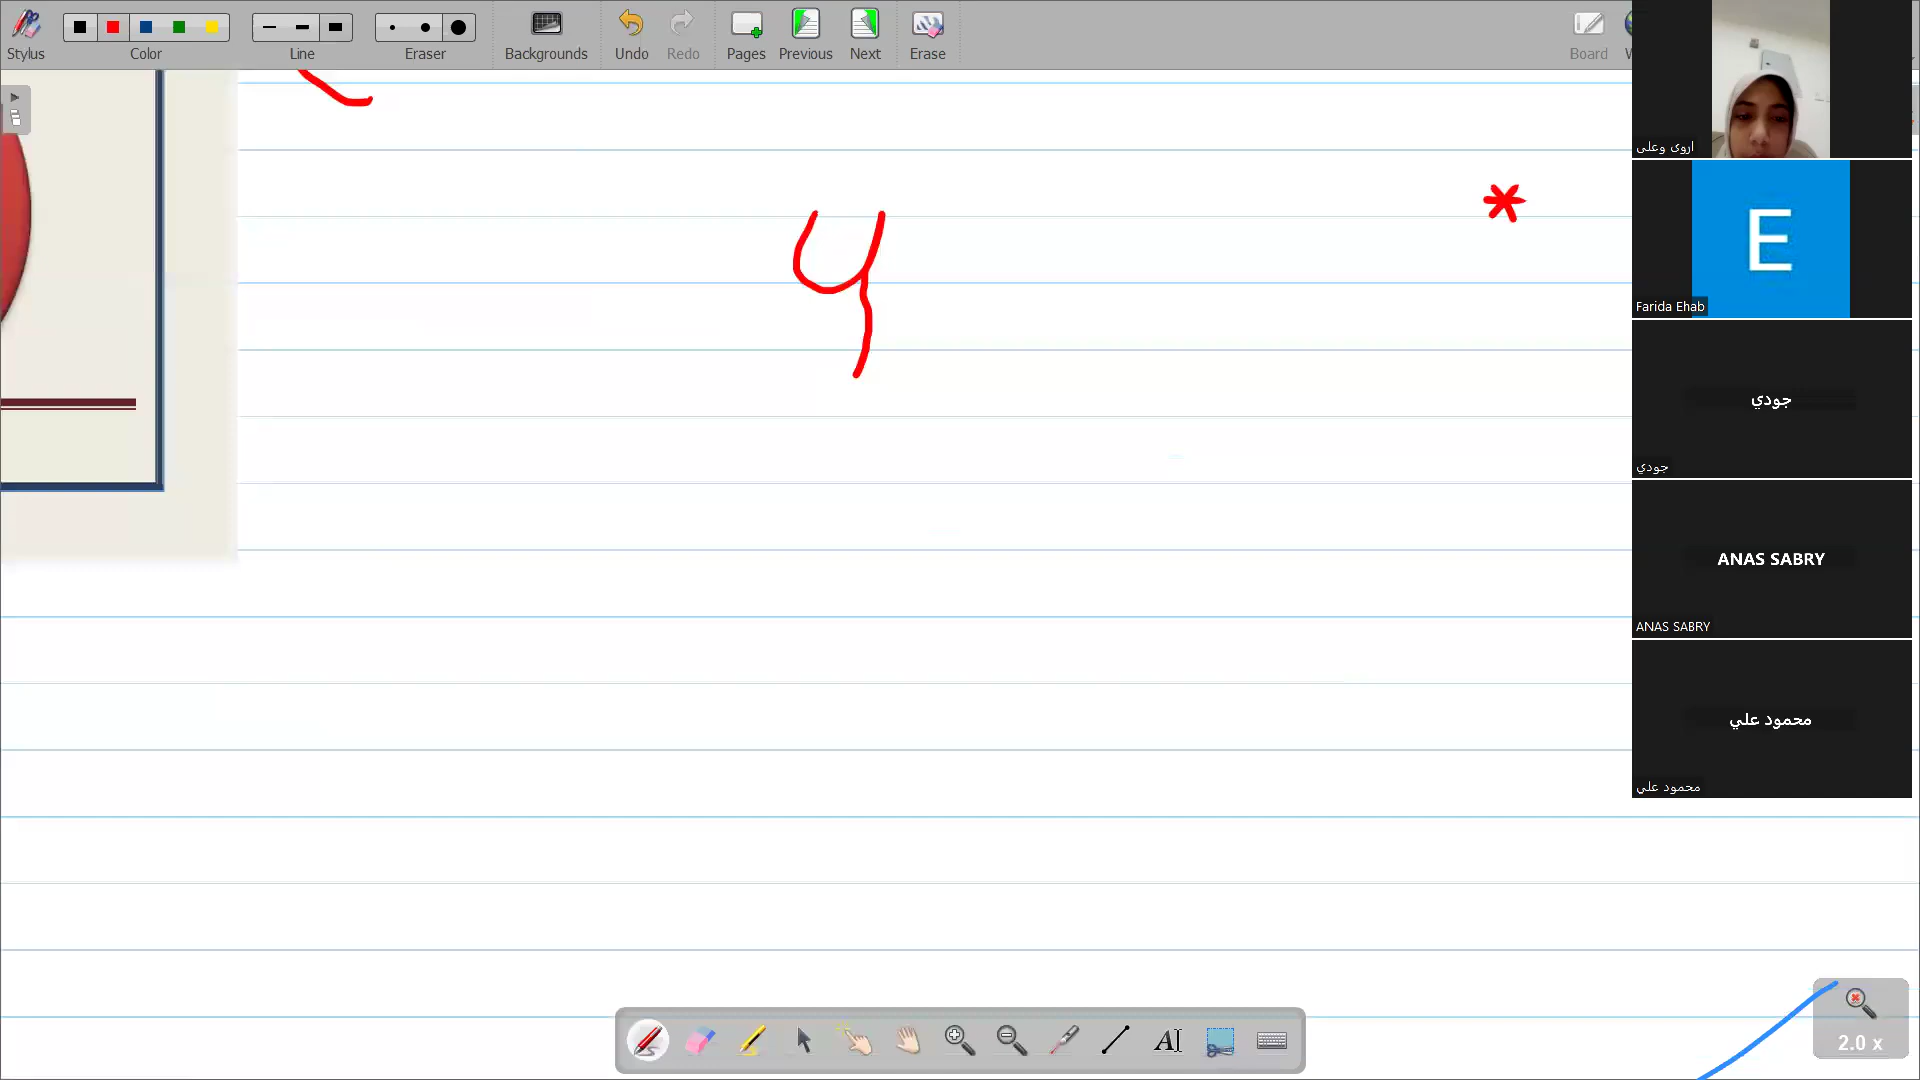 Stylus Color Line Eraser Backgrounds Undo Redo Pages Previous Next Erase Board
اروى وعلى
E
Farida Ehab
جودي
جودي
ANAS SABRY
ANAS SABRY
محمود علي
محمود علي
y *
2.0 x